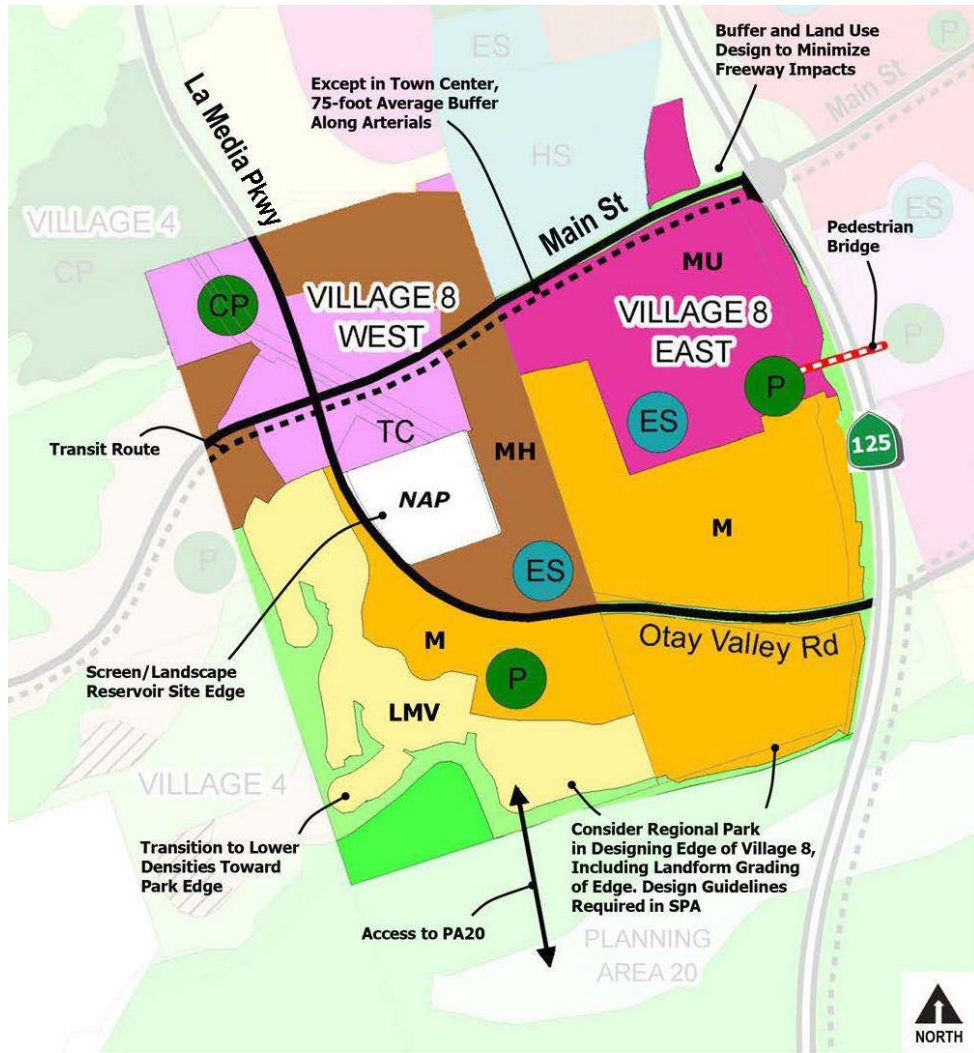 ES
Buffer and Land Use
Design to Minimize
Freeway Impacts
P
Main St
Except in Town Center,
75-foot Average Buffer
Along Arterials
La Media Pkwy
HS
ES
VILLAGE 4
CP
Main St
Pedestrian
Bridge
MU
CP
VILLAGE 8
WEST
VILLAGE 8
EAST
P
P
ES
125
Transit Route
TC
MH
NAP
M
P
ES
Otay Valley Rd
M
P
Screen/Landscape
Reservoir Site Edge
LMV
VILLAGE 4
Transition to Lower
Densities Toward
Park Edge
Consider Regional Park
in Designing Edge of Village 8,
Including Landform Grading
of Edge. Design Guidelines
Required in SPA
Access to PA20
PLANNING
AREA 20
NORTH